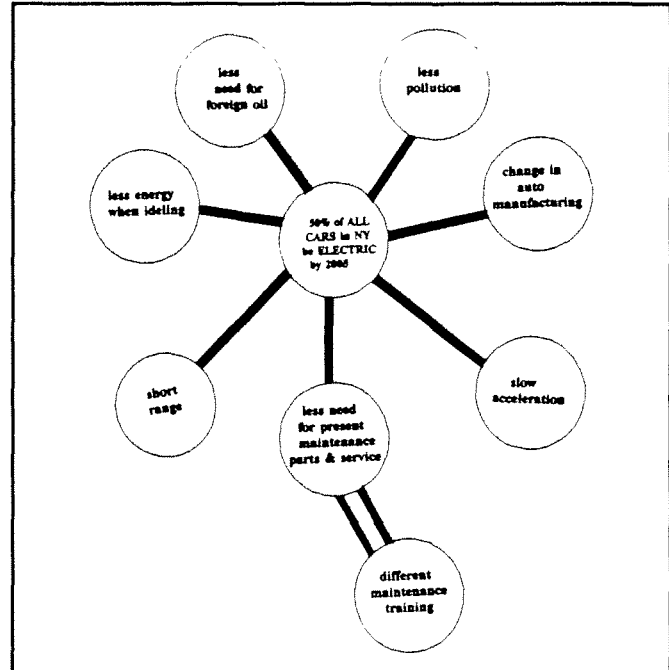 less
need for
foreign oil
less
pollution
less energy
when ideling
change in
auto
manufacturing
50% of ALL
CARS in NY
be ELECTRIC
by 2005
short
range
less need
for present
maintenance
parts & service
slow
acceleration
different
maintenance
training